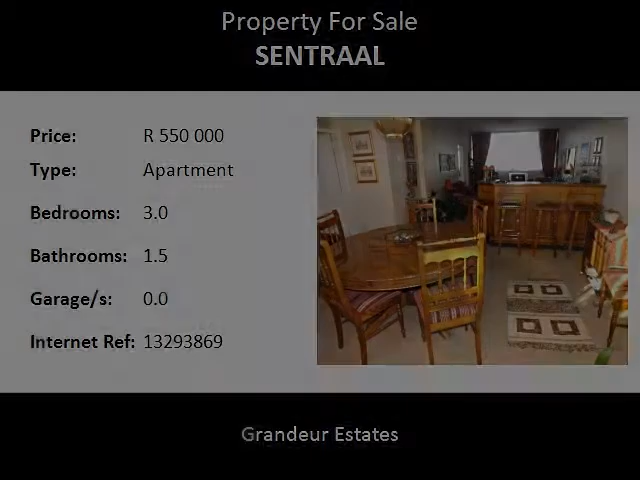 Property For Sale
SENTRAAL
Price: R 550 000
Type: Apartment
Bedrooms: 3.0
Bathrooms: 1.5
Garage/s: 0.0
Internet Ref: 13293869
Grandeur Estates